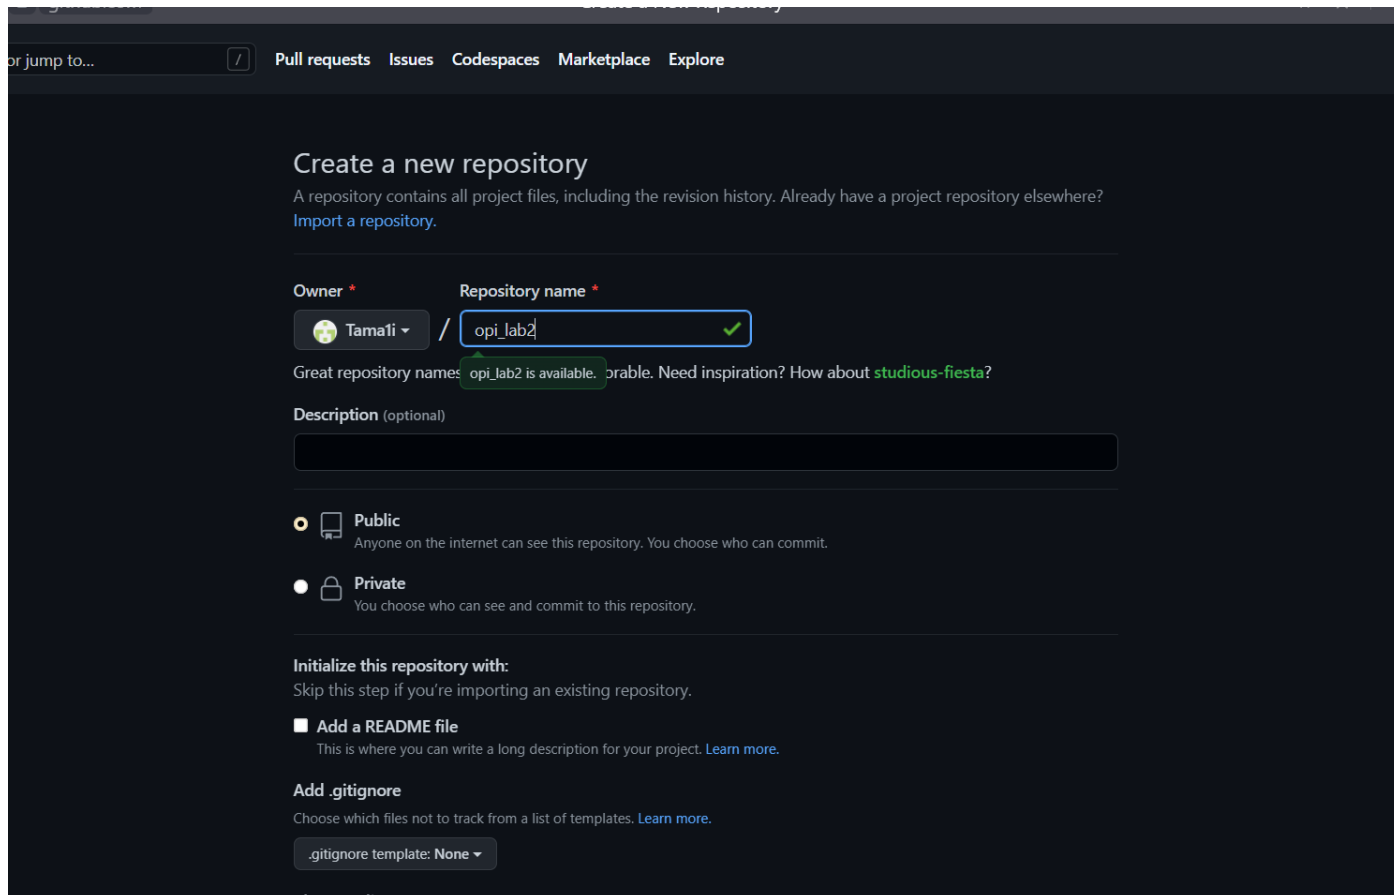 Create a New Repository
or jump to... / Pull requests Issues Codespaces Marketplace Explore
Create a new repository
A repository contains all project files, including the revision history. Already have a project repository elsewhere?
Import a repository.
Owner * Repository name *
Tama1i / opi_lab2
Great repository names orable. Need inspiration? How about studious-fiesta?
opi_lab2 is available.
Description (optional)
Public
Anyone on the internet can see this repository. You choose who can commit.
Private
You choose who can see and commit to this repository.
Initialize this repository with:
Skip this step if you're importing an existing repository.
Add a README file
This is where you can write a long description for your project. Learn more.
Add .gitignore
Choose which files not to track from a list of templates. Learn more.
.gitignore template: None